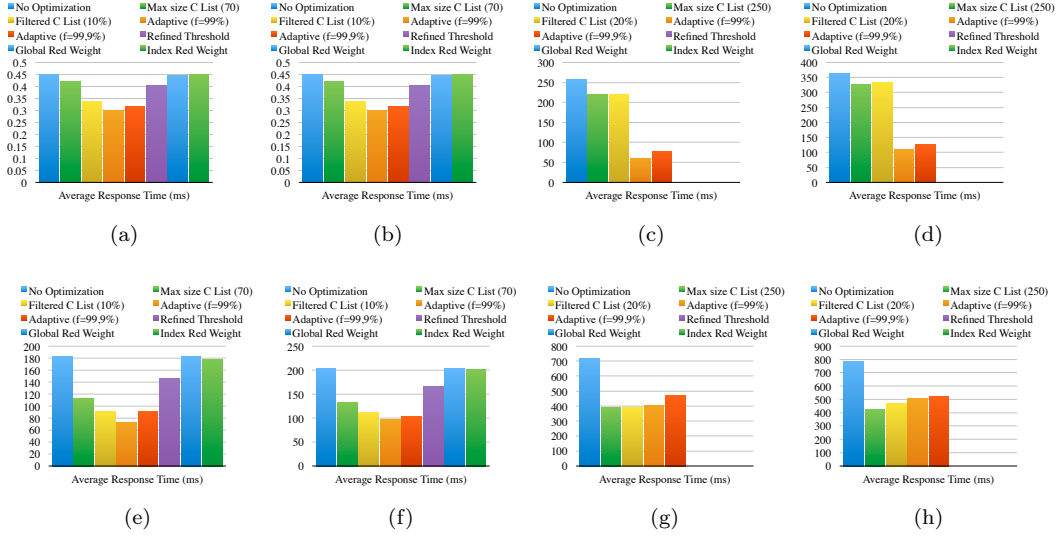 No Optimization Max size C List (70)
Filtered C List (10%) Adaptive (f=99%)
Adaptive (f=99,9%) Refined Threshold
Global Red Weight Index Red Weight
0.5
0.45
0.4
0.35
0.3
0.25
0.2
0.15
0.1
0.05
0
Average Response Time (ms)
(a)
No Optimization Max size C List (70)
Filtered C List (10%) Adaptive (f=99%)
Adaptive (f=99,9%) Refined Threshold
Global Red Weight Index Red Weight
0.5
0.45
0.4
0.35
0.3
0.25
0.2
0.15
0.1
0.05
0
Average Response Time (ms)
(b)
No Optimization Max size C List (250)
Filtered C List (20%) Adaptive (f=99%)
Adaptive (f=99,9%) Refined Threshold
Global Red Weight Index Red Weight
300
250
200
150
100
50
0
Average Response Time (ms)
(c)
No Optimization Max size C List (250)
Filtered C List (20%) Adaptive (f=99%)
Adaptive (f=99,9%) Refined Threshold
Global Red Weight Index Red Weight
400
350
300
250
200
150
100
50
0
Average Response Time (ms)
(d)
No Optimization Max size C List (70)
Filtered C List (10%) Adaptive (f=99%)
Adaptive (f=99,9%) Refined Threshold
Global Red Weight Index Red Weight
200
180
160
140
120
100
80
60
40
20
0
Average Response Time (ms)
(e)
No Optimization Max size C List (70)
Filtered C List (10%) Adaptive (f=99%)
Adaptive (f=99,9%) Refined Threshold
Global Red Weight Index Red Weight
250
200
150
100
50
0
Average Response Time (ms)
(f)
No Optimization Max size C List (250)
Filtered C List (20%) Adaptive (f=99%)
Adaptive (f=99,9%) Refined Threshold
Global Red Weight Index Red Weight
800
700
600
500
400
300
200
100
0
Average Response Time (ms)
(g)
No Optimization Max size C List (250)
Filtered C List (20%) Adaptive (f=99%)
Adaptive (f=99,9%) Refined Threshold
Global Red Weight Index Red Weight
900
800
700
600
500
400
300
200
100
0
Average Response Time (ms)
(h)